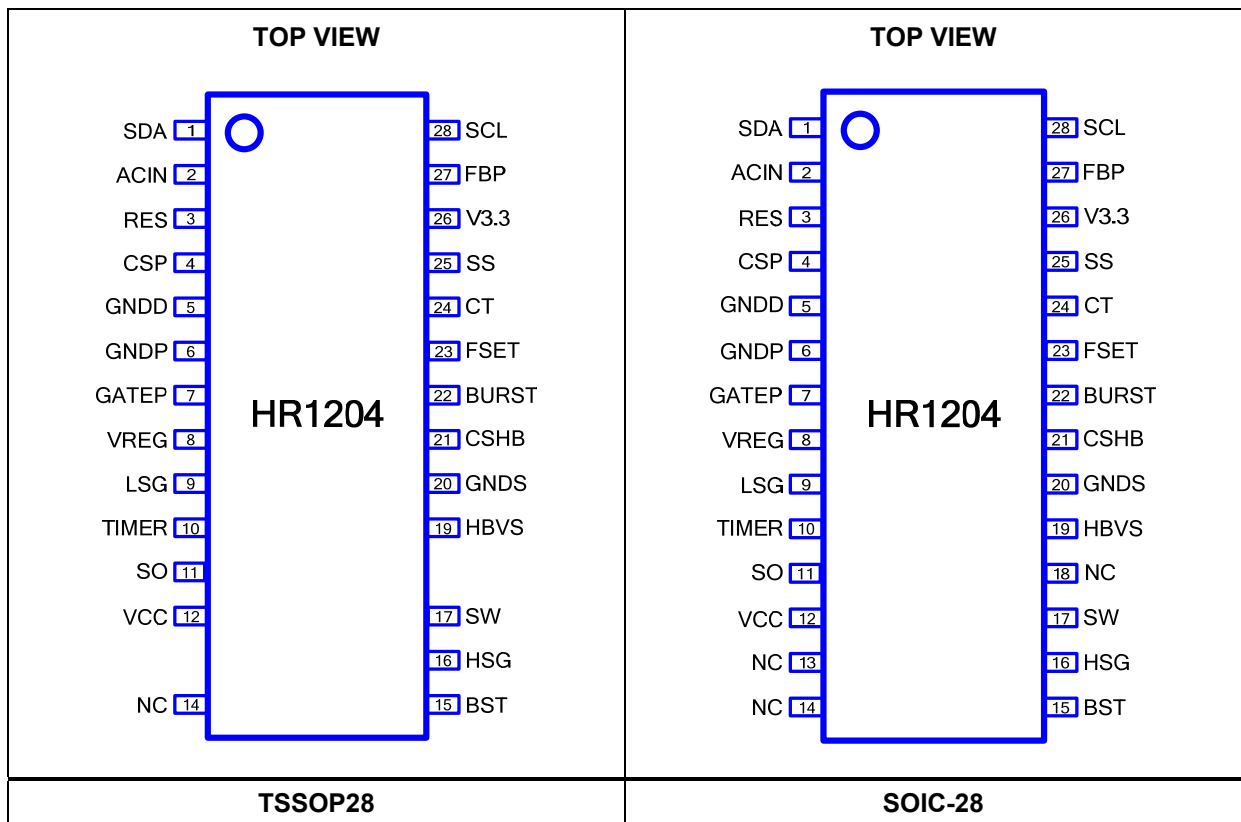 TOP VIEW
SDA 1
ACIN 2
RES 3
CSP 4
GNDD 5
GNDP 6
GATEP 7
VREG 8
LSG 9
TIMER 10
SO 11
VCC 12
NC 14
HR1204
28 SCL
27 FBP
26 V3.3
25 SS
24 CT
23 FSET
22 BURST
21 CSHB
20 GNDS
19 HBVS
17 SW
16 HSG
15 BST
TSSOP28
TOP VIEW
SDA 1
ACIN 2
RES 3
CSP 4
GNDD 5
GNDP 6
GATEP 7
VREG 8
LSG 9
TIMER 10
SO 11
VCC 12
NC 13
NC 14
HR1204
28 SCL
27 FBP
26 V3.3
25 SS
24 CT
23 FSET
22 BURST
21 CSHB
20 GNDS
19 HBVS
18 NC
17 SW
16 HSG
15 BST
SOIC-28